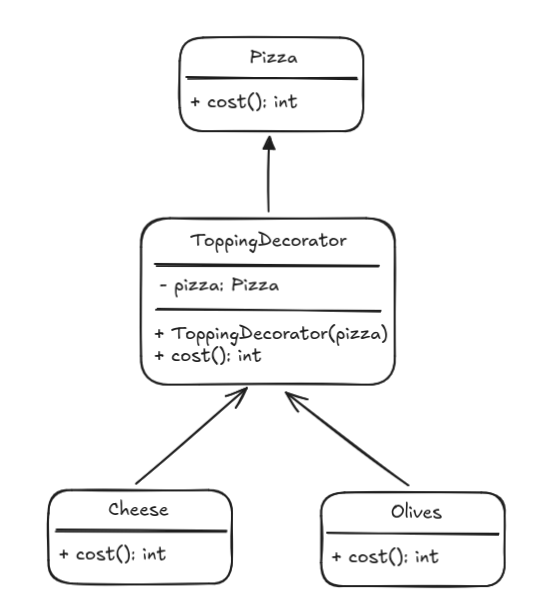 Pizza
+ cost(): int
ToppingDecorator
- pizza: Pizza
+ ToppingDecorator(pizza)
+ cost(): int
Cheese
+ cost(): int
Olives
+ cost(): int